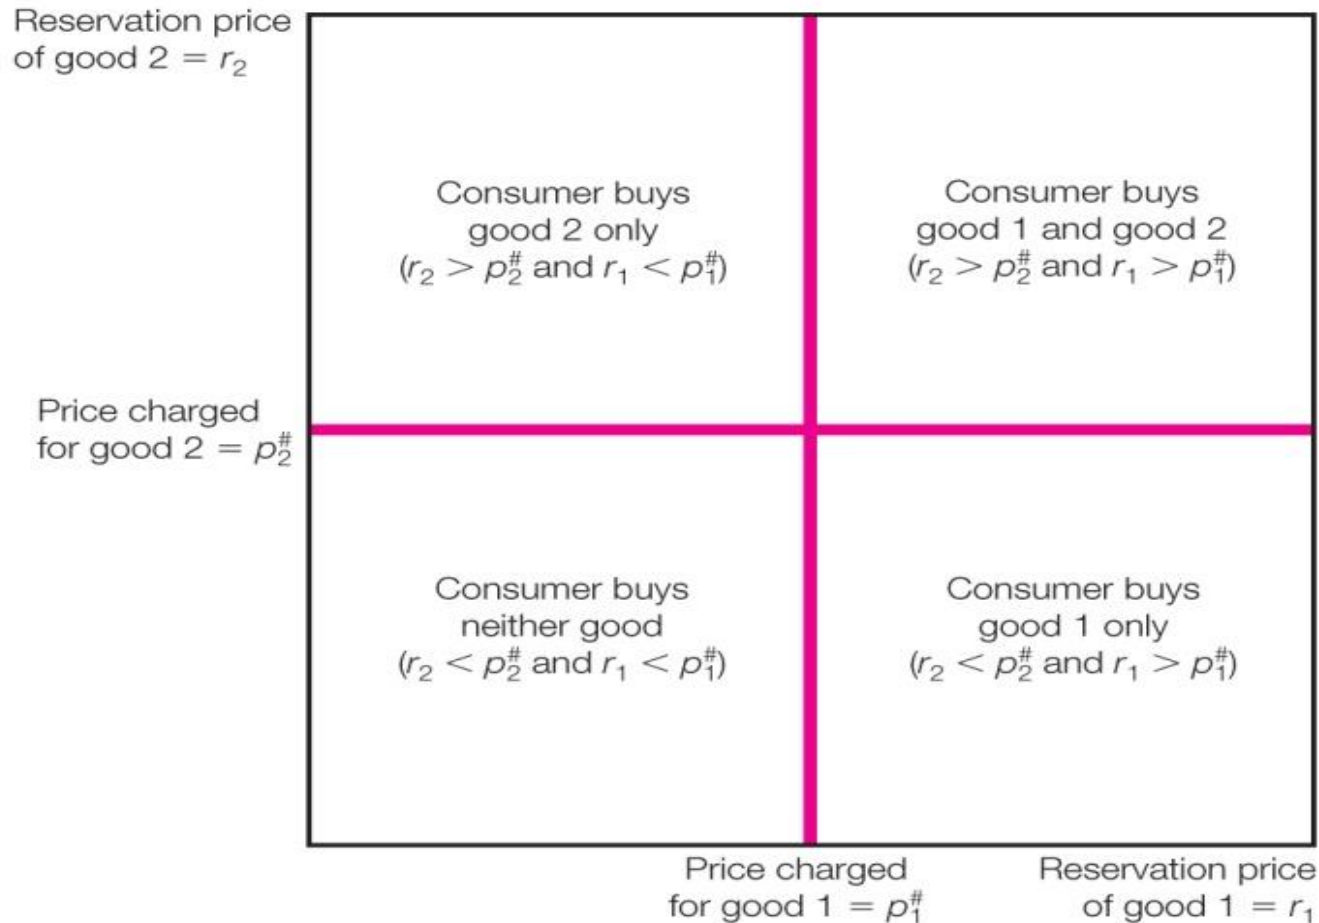 Reservation price
of good 2 = r₂
Consumer buys
good 2 only
(r₂ > p₂# and r₁ < p₁#)
Consumer buys
good 1 and good 2
(r₂ > p₂# and r₁ > p₁#)
Price charged
for good 2 = p₂#
Consumer buys
neither good
(r₂ < p₂# and r₁ < p₁#)
Consumer buys
good 1 only
(r₂ < p₂# and r₁ > p₁#)
Price charged
for good 1 = p₁#
Reservation price
of good 1 = r₁